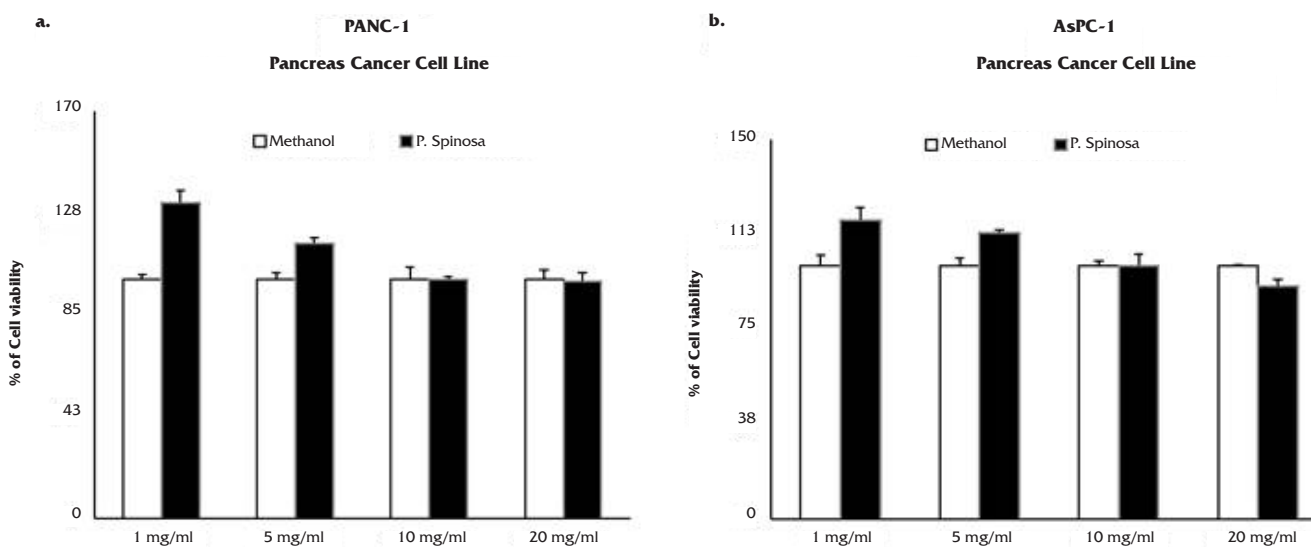 a.
PANC-1
Pancreas Cancer Cell Line
% of Cell viability
170
128
85
43
0
Methanol
P. Spinosa
1 mg/ml
5 mg/ml
10 mg/ml
20 mg/ml
b.
AsPC-1
Pancreas Cancer Cell Line
% of Cell viability
150
113
75
38
0
Methanol
P. Spinosa
1 mg/ml
5 mg/ml
10 mg/ml
20 mg/ml